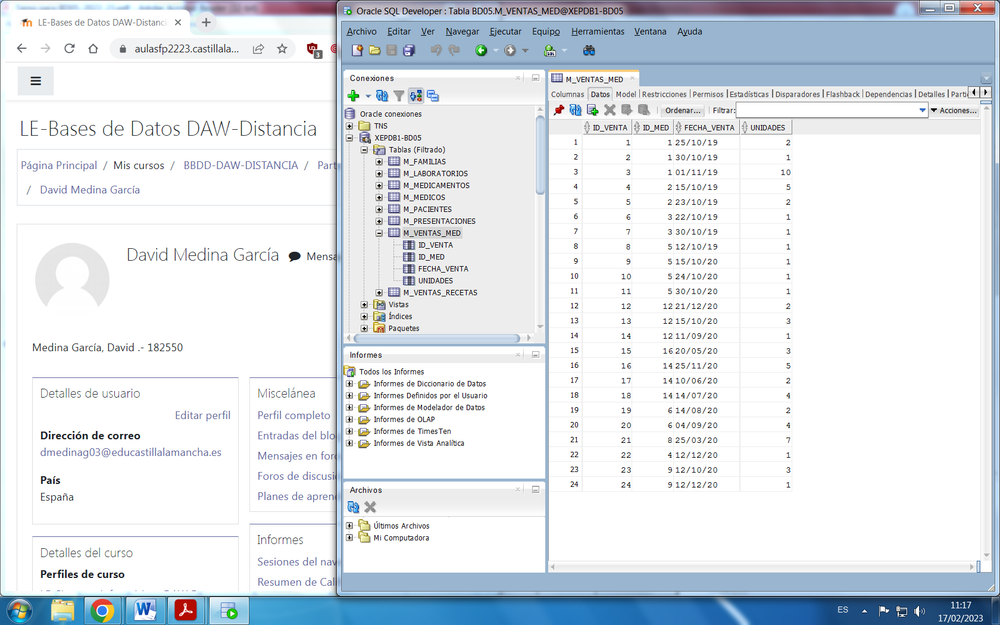 LE-Bases de Datos DAW-Distanci
aulasfp2223.castillala...
3
LE-Bases de Datos DAW-Distancia
Página Principal / Mis cursos / BBDD-DAW-DISTANCIA / Part
/ David Medina García
David Medina García Mensa
Medina García, David .- 182550
Detalles de usuario
Editar perfil
Dirección de correo
dmedinag03@educastillalamancha.es
País
España
Detalles del curso
Perfiles de curso
Miscelánea
Perfil completo
Entradas del blo
Mensajes en foro
Foros de discusi
Planes de apren
Informes
Sesiones del nav
Resumen de Cali
Oracle SQL Developer : Tabla BD05.M_VENTAS_MED@XEPDB1-BD05
Archivo Editar Ver Navegar Ejecutar Equipo Herramientas Ventana Ayuda
Conexiones
Oracle conexiones
TNS
XEPDB1-BD05
Tablas (Filtrado)
M_FAMILIAS
M_LABORATORIOS
M_MEDICAMENTOS
M_MEDICOS
M_PACIENTES
M_PRESENTACIONES
M_VENTAS_MED
ID_VENTA
ID_MED
FECHA_VENTA
UNIDADES
M_VENTAS_RECETAS
Vistas
Índices
Paquetes
Informes
Todos los Informes
Informes de Diccionario de Datos
Informes Definidos por el Usuario
Informes de Modelador de Datos
Informes de OLAP
Informes de TimesTen
Informes de Vista Analítica
Archivos
Últimos Archivos
Mi Computadora
M_VENTAS_MED
Columnas Datos Model Restricciones Permisos Estadísticas Disparadores Flashback Dependencias Detalles Parti
Ordenar... Filtrar: Acciones...
ID_VENTA ID_MED FECHA_VENTA UNIDADES
1 1 1 25/10/19 2
2 2 1 30/10/19 1
3 3 1 01/11/19 10
4 4 2 15/10/19 5
5 5 2 23/10/19 2
6 6 3 22/10/19 1
7 7 3 30/10/19 1
8 8 5 12/10/19 1
9 9 5 15/10/20 1
10 10 5 24/10/20 1
11 11 5 30/10/20 1
12 12 12 21/12/20 2
13 13 12 15/10/20 3
14 14 12 11/09/20 1
15 15 16 20/05/20 3
16 16 14 25/11/20 5
17 17 14 10/06/20 2
18 18 14 14/07/20 4
19 19 6 14/08/20 2
20 20 6 04/09/20 4
21 21 8 25/03/20 7
22 22 4 12/12/20 1
23 23 9 12/10/20 3
24 24 9 12/12/20 1
ES
11:17
17/02/2023